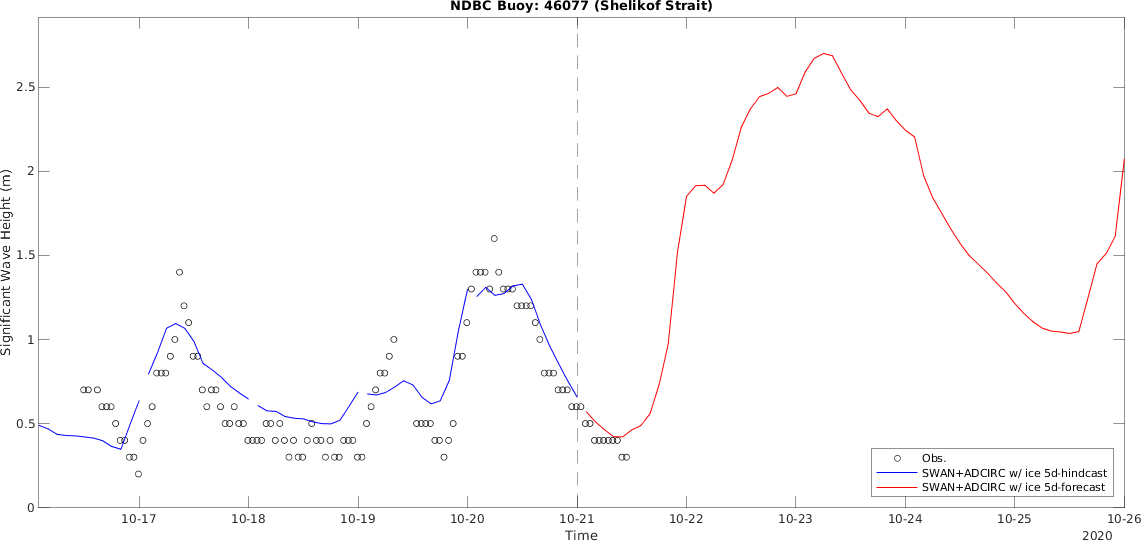 NDBC Buoy: 46077 (Shelikof Strait)
Significant Wave Height (m)
2.5
2
1.5
1
0.5
0
Obs.
SWAN+ADCIRC w/ ice 5d-hindcast
SWAN+ADCIRC w/ ice 5d-forecast
10-17 10-18 10-19 10-20 10-21 10-22 10-23 10-24 10-25 10-26
Time
2020